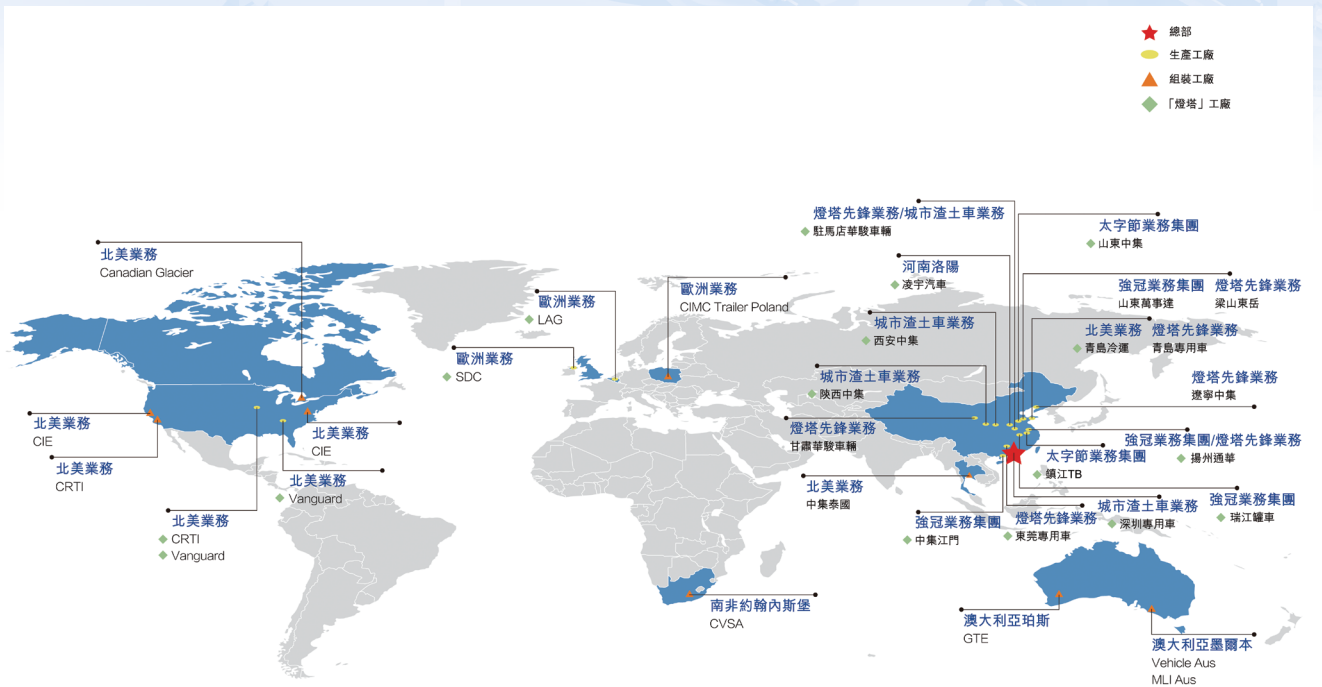 總部
生產工廠
組裝工廠
「燈塔」工廠
北美業務
Canadian Glacier
北美業務
CIE
北美業務
CRTI
北美業務
CIE
北美業務
Vanguard
北美業務
CRTI
Vanguard
歐洲業務
LAG
歐洲業務
SDC
歐洲業務
CIMC Trailer Poland
燈塔先鋒業務/城市渣土車業務
駐馬店華駿車輛
太字節業務集團
山東中集
河南洛陽
凌宇汽車
強冠業務集團
山東萬事達
燈塔先鋒業務
梁山東岳
城市渣土車業務
西安中集
北美業務
青島冷運
燈塔先鋒業務
青島專用車
城市渣土車業務
陝西中集
燈塔先鋒業務
遼寧中集
燈塔先鋒業務
甘肅華駿車輛
強冠業務集團/燈塔先鋒業務
揚州通華
太字節業務集團
鎮江TB
北美業務
中集泰國
強冠業務集團
中集江門
燈塔先鋒業務
東莞專用車
城市渣土車業務
深圳專用車
強冠業務集團
瑞江罐車
南非約翰內斯堡
CVSA
澳大利亞珀斯
GTE
澳大利亞墨爾本
Vehicle Aus
MLI Aus